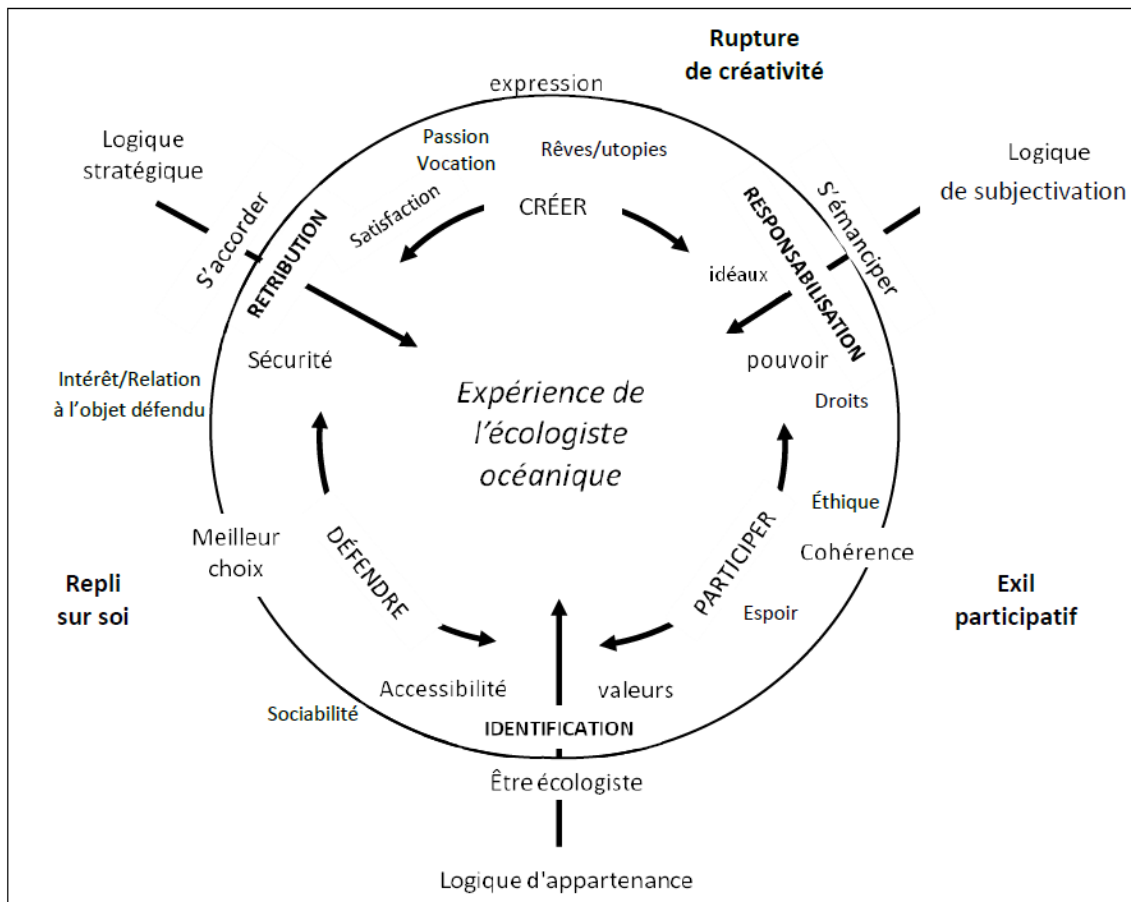 Rupture
de créativité
expression
Logique
stratégique
Passion
Vocation
Rêves/utopies
Logique
de subjectivation
S'accorder
RETRIBUTION
Satisfaction
CRÉER
idéaux
RESPONSABILISATION
S'émanciper
Sécurité
pouvoir
Intérêt/Relation
à l'objet défendu
Expérience de
l'écologiste
océanique
Droits
Éthique
Meilleur
choix
DÉFENDRE
PARTICIPER
Cohérence
Repli
sur soi
Espoir
Exil
participatif
Accessibilité
valeurs
Sociabilité
IDENTIFICATION
Être écologiste
Logique d'appartenance